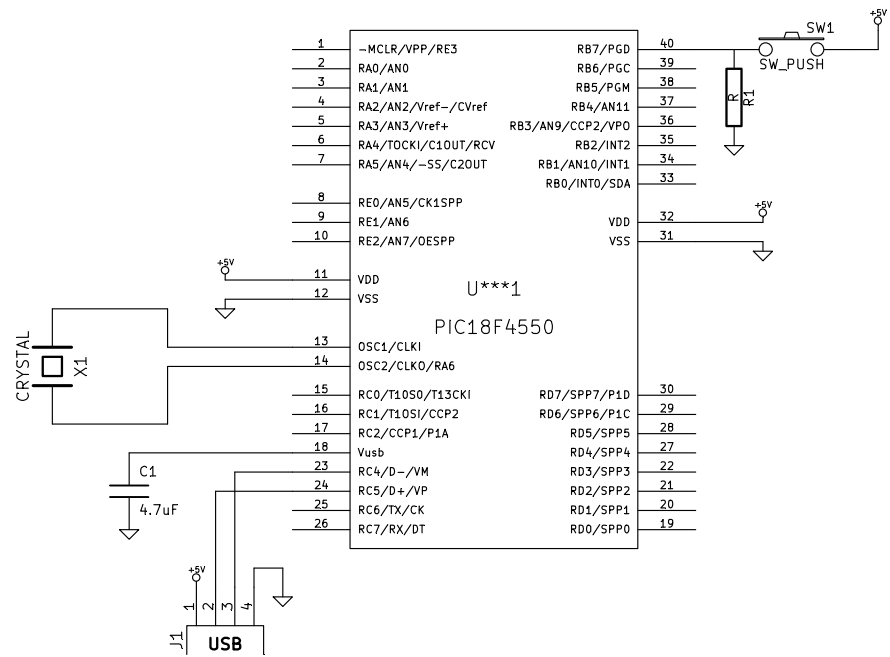 +5V
SW1
SW_PUSH
R
R1
1 -MCLR/VPP/RE3
2 RA0/AN0
3 RA1/AN1
4 RA2/AN2/Vref-/CVref
5 RA3/AN3/Vref+
6 RA4/TOCKI/C1OUT/RCV
7 RA5/AN4/-SS/C2OUT
8 RE0/AN5/CK1SPP
9 RE1/AN6
10 RE2/AN7/OESPP
+5V
11 VDD
12 VSS
13 OSC1/CLKI
14 OSC2/CLKO/RA6
15 RC0/T1OSO/T13CKI
16 RC1/T1OSI/CCP2
17 RC2/CCP1/P1A
18 Vusb
23 RC4/D-/VM
24 RC5/D+/VP
25 RC6/TX/CK
26 RC7/RX/DT
U***1
PIC18F4550
RB7/PGD 40
RB6/PGC 39
RB5/PGM 38
RB4/AN11 37
RB3/AN9/CCP2/VPO 36
RB2/INT2 35
RB1/AN10/INT1 34
RB0/INT0/SDA 33
VDD 32
+5V
VSS 31
RD7/SPP7/P1D 30
RD6/SPP6/P1C 29
RD5/SPP5 28
RD4/SPP4 27
RD3/SPP3 22
RD2/SPP2 21
RD1/SPP1 20
RD0/SPP0 19
CRYSTAL
X1
C1
4.7uF
+5V
1
2
3
4
J1
USB